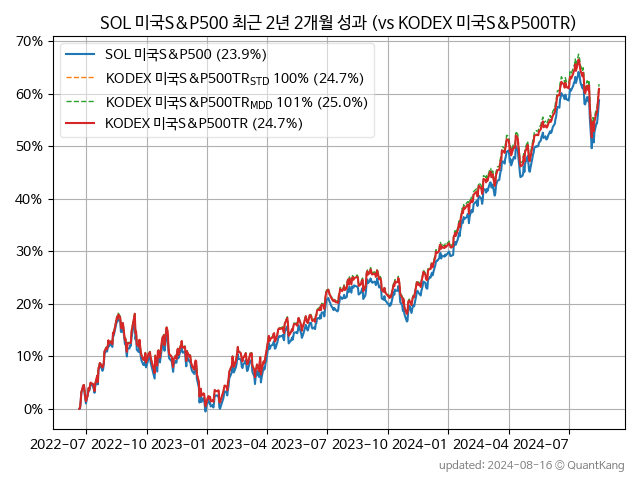 SOL 미국S&P500 최근 2년 2개월 성과 (vs KODEX 미국S&P500TR)
SOL 미국S&P500 (23.9%)
KODEX 미국S&P500TR_STD 100% (24.7%)
KODEX 미국S&P500TR_MDD 101% (25.0%)
KODEX 미국S&P500TR (24.7%)
70%
60%
50%
40%
30%
20%
10%
0%
2022-07 2022-10 2023-01 2023-04 2023-07 2023-10 2024-01 2024-04 2024-07
updated: 2024-08-16 © QuantKang